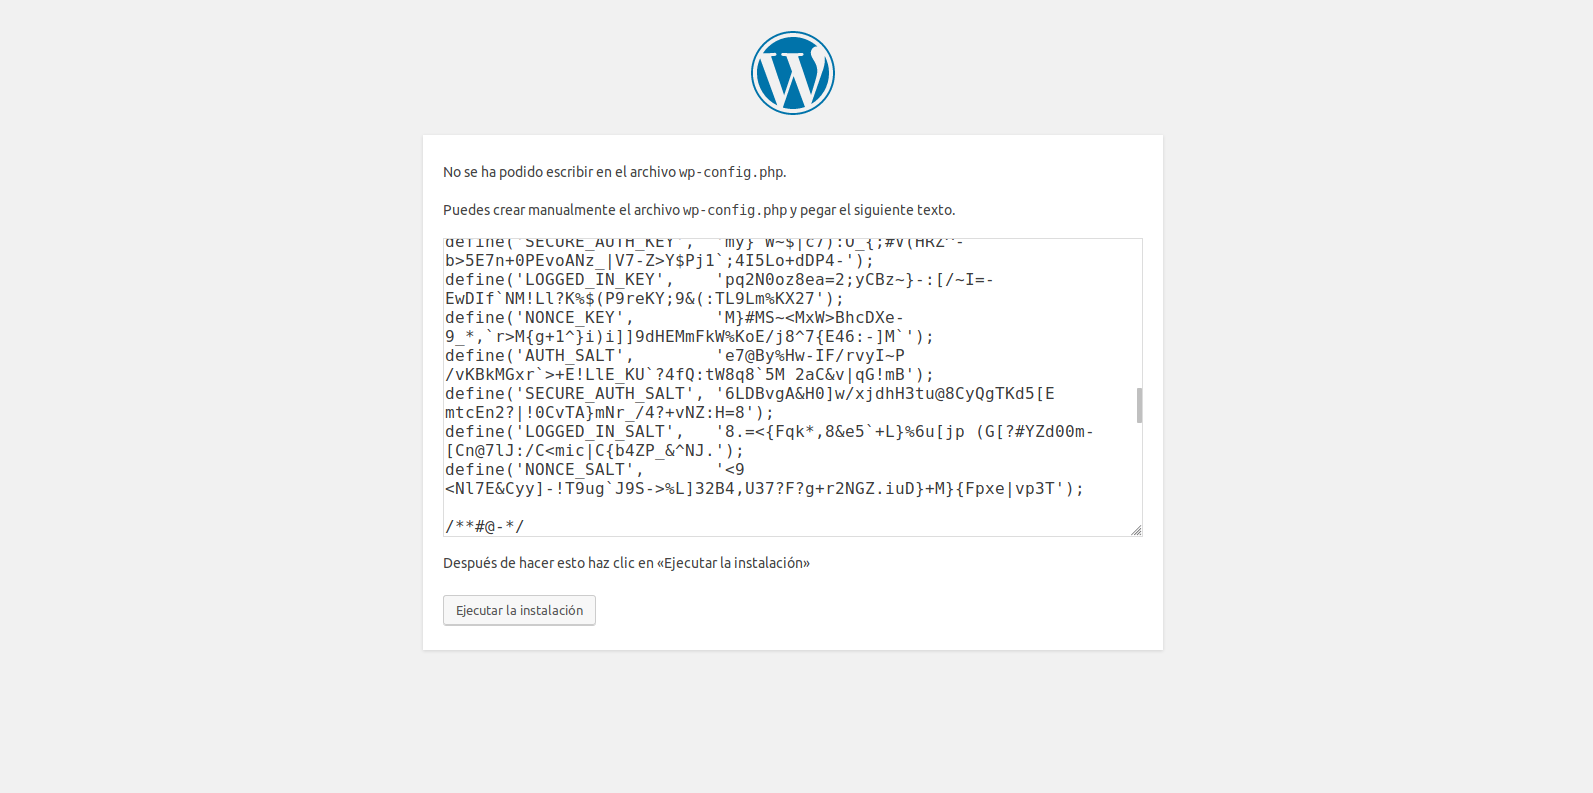 No se ha podido escribir en el archivo wp-config.php.
Puedes crear manualmente el archivo wp-config.php y pegar el siguiente texto.
define('SECURE_AUTH_KEY',
b>5E7n+0PEvoANz_|V7-Z>Y$Pj1`;4I5Lo+dDP4-');
define('LOGGED_IN_KEY',    'pq2N0oz8ea=2;yCBz~}-:[/~I=-
EwDIf`NM!Ll?K%$(P9reKY;9&(:TL9Lm%KX27');
define('NONCE_KEY',        'M}#MS~<MxW>BhcDXe-
9_*,`r>M{g+1^}i)i]]9dHEMmFkW%KoE/j8^7{E46:-]M`');
define('AUTH_SALT',        'e7@By%Hw-IF/rvyI~P
/vKBkMGxr`>+E!LlE_KU`?4fQ:tW8q8`5M 2aC&v|qG!mB');
define('SECURE_AUTH_SALT', '6LDBvgA&H0]w/xjdhH3tu@8CyQgTKd5[E
mtcEn2?|!0CvTA}mNr_/4?+vNZ:H=8');
define('LOGGED_IN_SALT',   '8.=<{Fqk*,8&e5`+L}%6u[jp (G[?#YZd00m-
[Cn@7lJ:/C<mic|C{b4ZP_&^NJ.');
define('NONCE_SALT',       '<9
<Nl7E&Cyy]-!T9ug`J9S->%L]32B4,U37?F?g+r2NGZ.iuD}+M}{Fpxe|vp3T');
/**#@-*/
Después de hacer esto haz clic en «Ejecutar la instalación»
Ejecutar la instalación